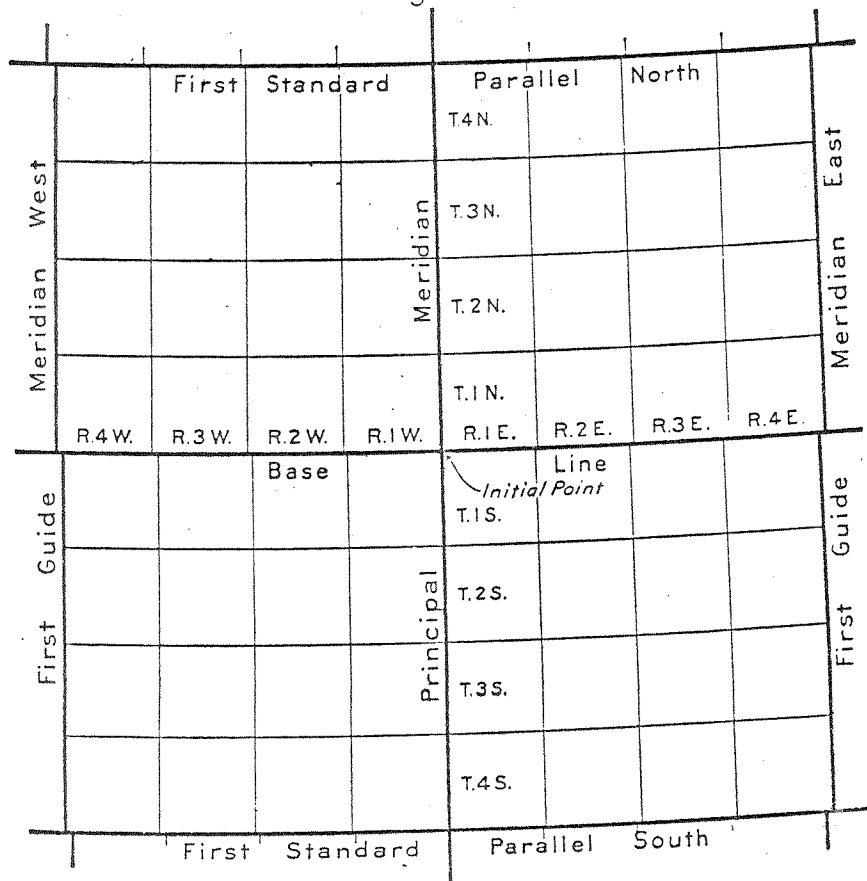 First Standard Parallel North
T.4 N.
T.3 N.
T.2 N.
T.1 N.
R.4 W. R.3 W. R.2 W. R.1 W. R.1 E. R.2 E. R.3 E. R.4 E.
Base Line
Initial Point
T.1 S.
T.2 S.
T.3 S.
T.4 S.
First Standard Parallel South
First Guide Meridian West
Principal Meridian
First Guide Meridian East